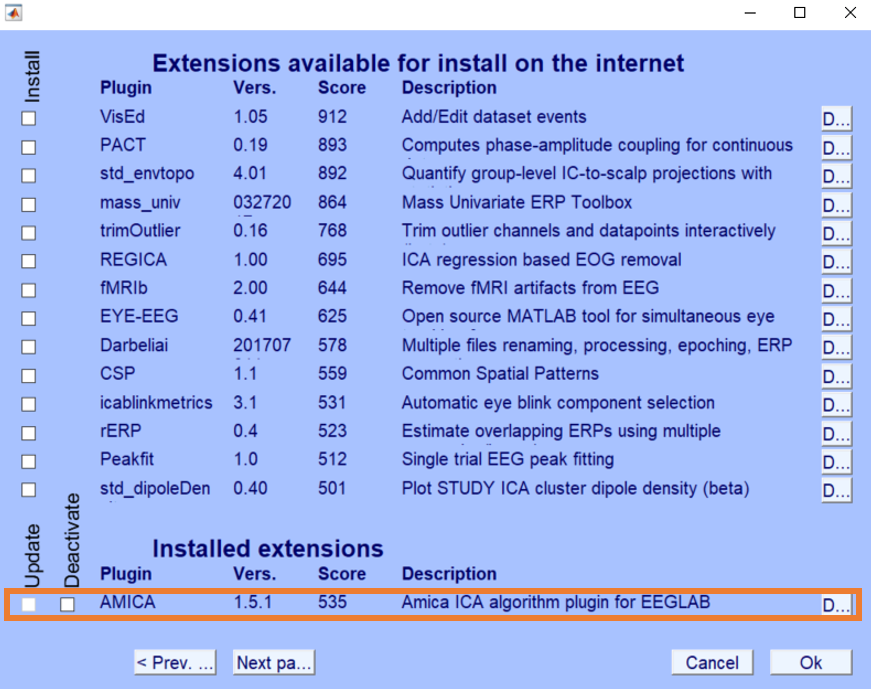 Extensions available for install on the internet
Install
Plugin Vers. Score Description
VisEd 1.05 912 Add/Edit dataset events D...
PACT 0.19 893 Computes phase-amplitude coupling for continuous D...
std_envtopo 4.01 892 Quantify group-level IC-to-scalp projections with D...
mass_univ 032720 864 Mass Univariate ERP Toolbox D...
trimOutlier 0.16 768 Trim outlier channels and datapoints interactively D...
REGICA 1.00 695 ICA regression based EOG removal D...
fMRIb 2.00 644 Remove fMRI artifacts from EEG D...
EYE-EEG 0.41 625 Open source MATLAB tool for simultaneous eye D...
Darbeliai 201707 578 Multiple files renaming, processing, epoching, ERP D...
CSP 1.1 559 Common Spatial Patterns D...
icablinkmetrics 3.1 531 Automatic eye blink component selection D...
rERP 0.4 523 Estimate overlapping ERPs using multiple D...
Peakfit 1.0 512 Single trial EEG peak fitting D...
std_dipoleDen 0.40 501 Plot STUDY ICA cluster dipole density (beta) D...
Update Deactivate
Installed extensions
Plugin Vers. Score Description
AMICA 1.5.1 535 Amica ICA algorithm plugin for EEGLAB D...
< Prev. ... Next pa... Cancel Ok